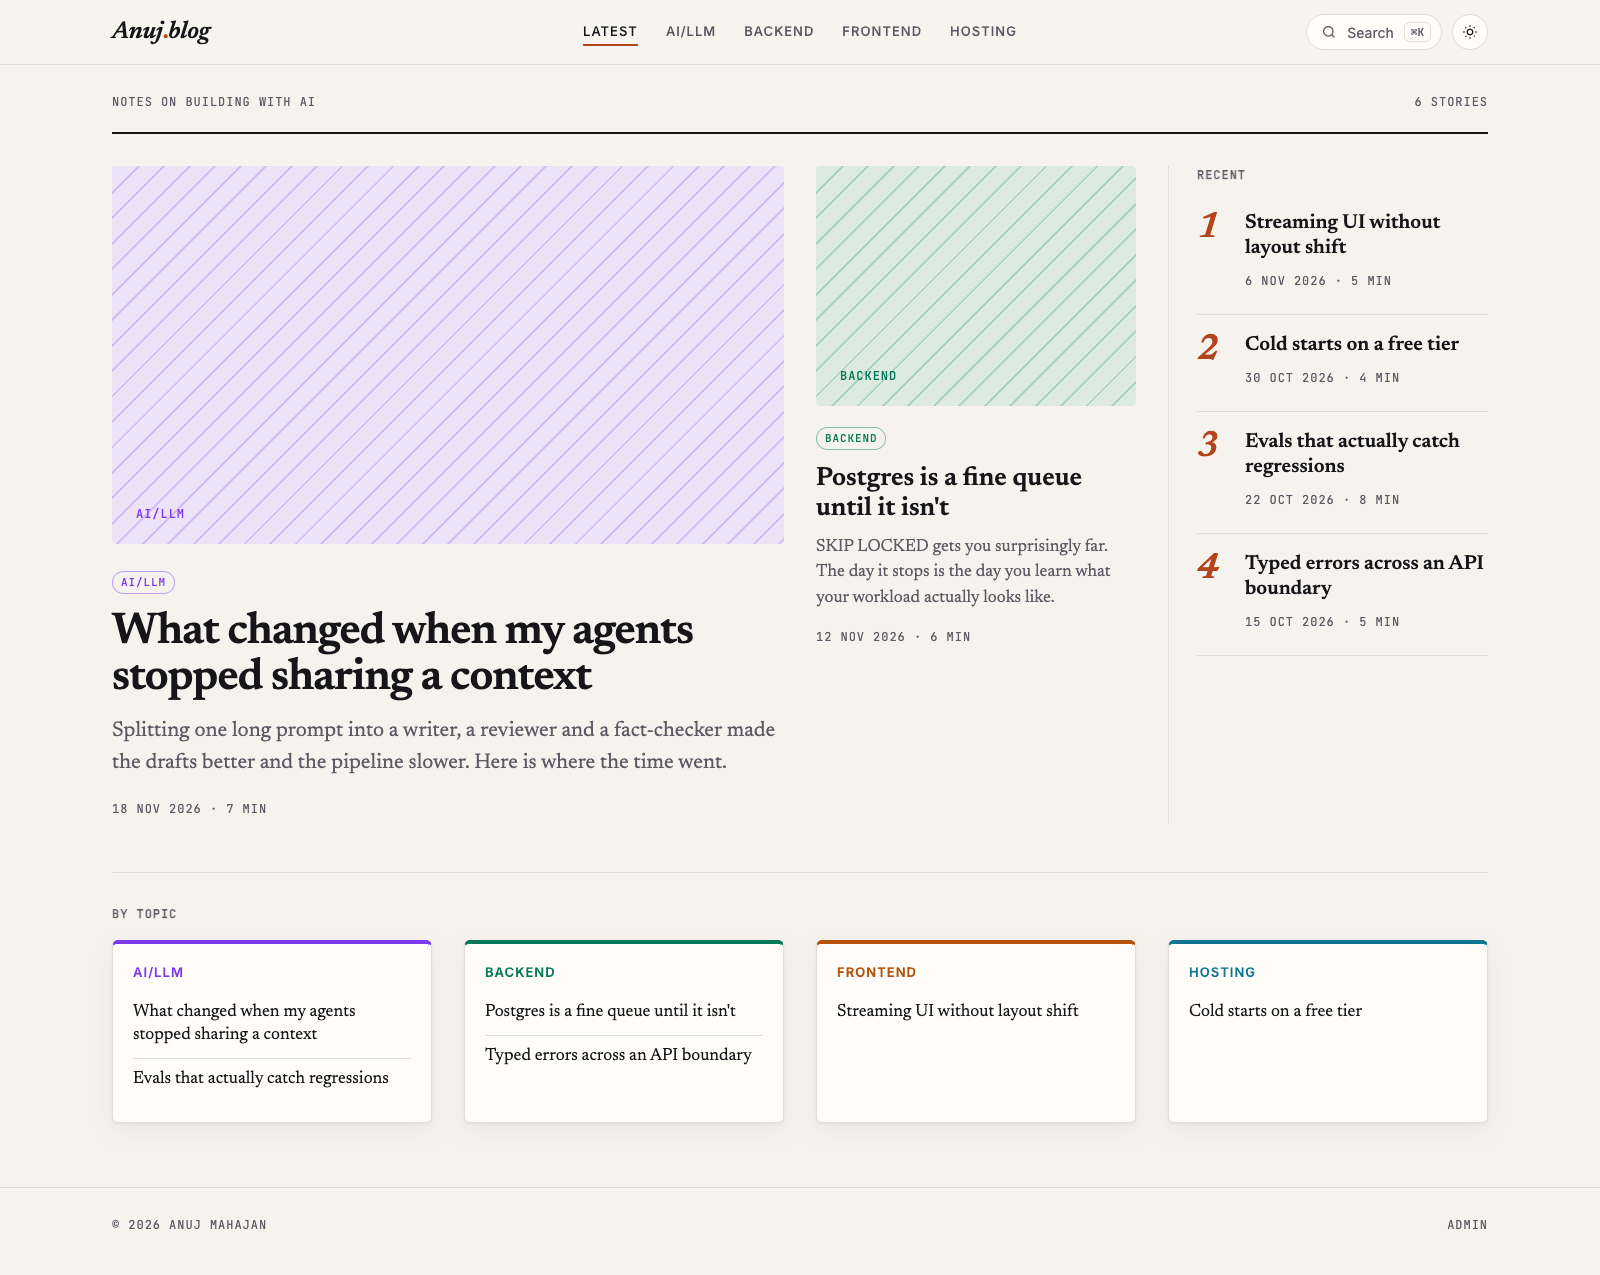 Anuj.blog
LATEST
AI/LLM
BACKEND
FRONTEND
HOSTING
Search
⌘K
NOTES ON BUILDING WITH AI
6 STORIES
AI/LLM
AI/LLM
What changed when my agents
stopped sharing a context
Splitting one long prompt into a writer, a reviewer and a fact-checker made
the drafts better and the pipeline slower. Here is where the time went.
18 NOV 2026 · 7 MIN
BACKEND
BACKEND
Postgres is a fine queue
until it isn't
SKIP LOCKED gets you surprisingly far.
The day it stops is the day you learn what
your workload actually looks like.
12 NOV 2026 · 6 MIN
RECENT
1
Streaming UI without
layout shift
6 NOV 2026 · 5 MIN
2
Cold starts on a free tier
30 OCT 2026 · 4 MIN
3
Evals that actually catch
regressions
22 OCT 2026 · 8 MIN
4
Typed errors across an API
boundary
15 OCT 2026 · 5 MIN
BY TOPIC
AI/LLM
What changed when my agents
stopped sharing a context
Evals that actually catch regressions
BACKEND
Postgres is a fine queue until it isn't
Typed errors across an API boundary
FRONTEND
Streaming UI without layout shift
HOSTING
Cold starts on a free tier
© 2026 ANUJ MAHAJAN
ADMIN